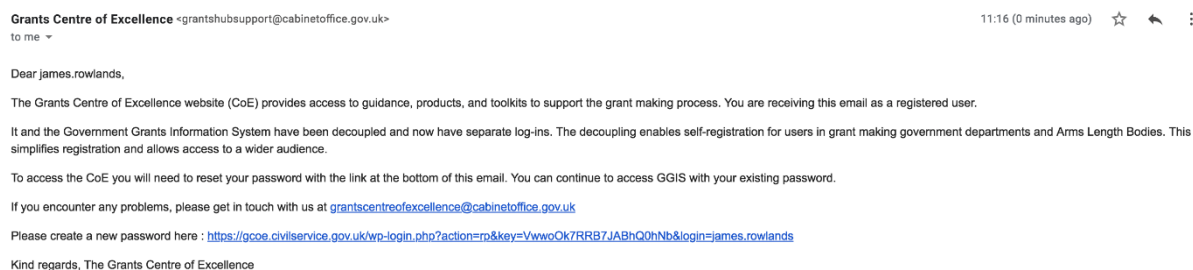 Grants Centre of Excellence <grantshubsupport@cabinetoffice.gov.uk> 11:16 (0 minutes ago)
to me
Dear james.rowlands,
The Grants Centre of Excellence website (CoE) provides access to guidance, products, and toolkits to support the grant making process. You are receiving this email as a registered user.
It and the Government Grants Information System have been decoupled and now have separate log-ins. The decoupling enables self-registration for users in grant making government departments and Arms Length Bodies. This
simplifies registration and allows access to a wider audience.
To access the CoE you will need to reset your password with the link at the bottom of this email. You can continue to access GGIS with your existing password.
If you encounter any problems, please get in touch with us at grantscentreofexcellence@cabinetoffice.gov.uk
Please create a new password here : https://gcoe.civilservice.gov.uk/wp-login.php?action=rp&key=VwwoOk7RRB7JABhQ0hNb&login=james.rowlands
Kind regards, The Grants Centre of Excellence